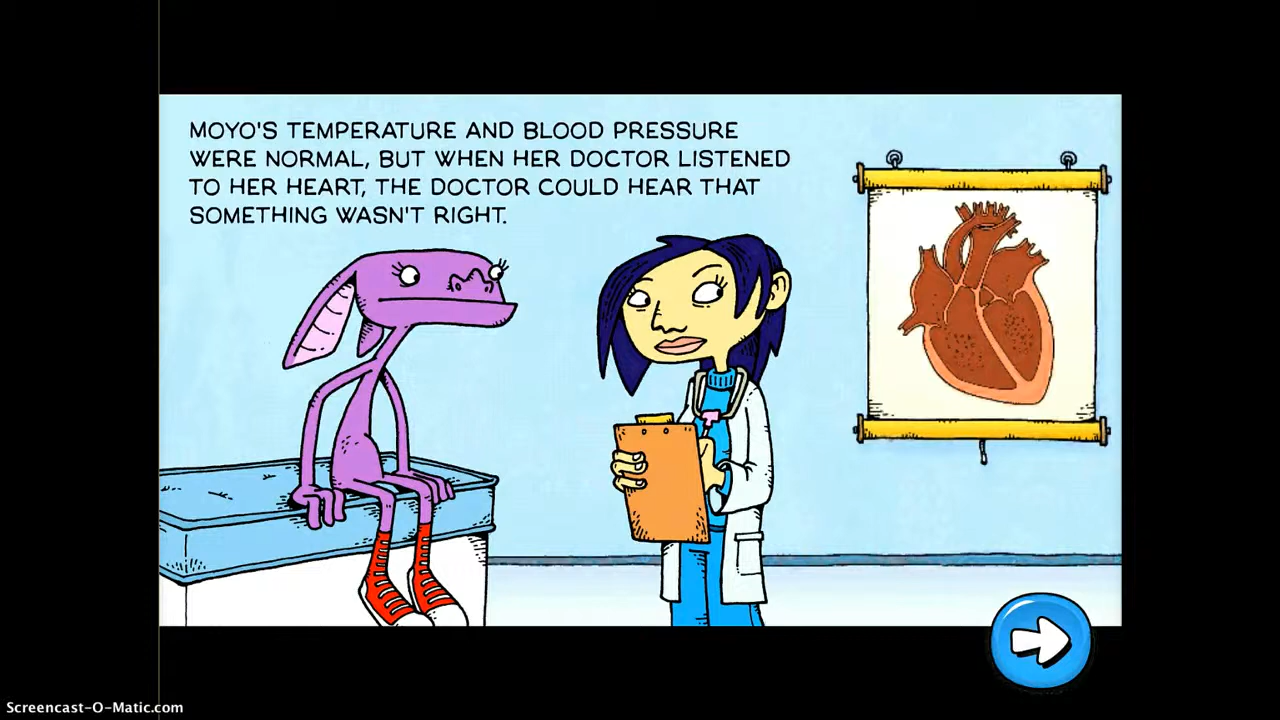 MOYO'S TEMPERATURE AND BLOOD PRESSURE
WERE NORMAL, BUT WHEN HER DOCTOR LISTENED
TO HER HEART, THE DOCTOR COULD HEAR THAT
SOMETHING WASN'T RIGHT.
Screencast-O-Matic.com